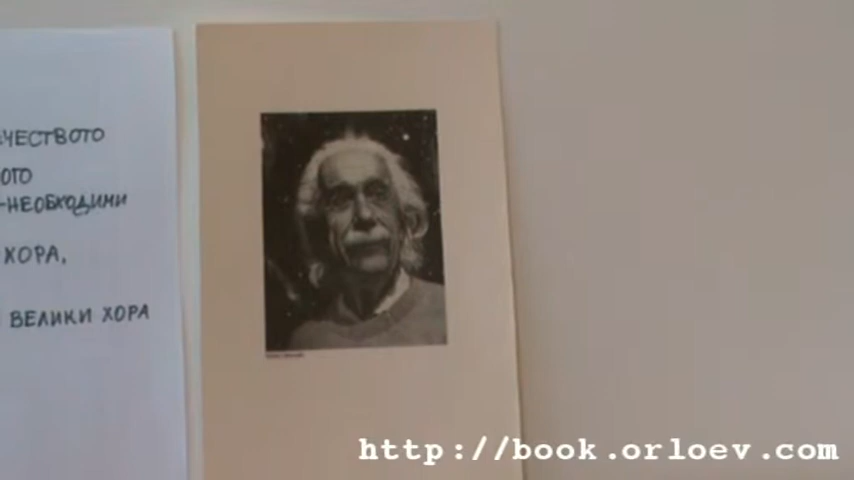 ЧЕСТВОТО
ОТО
-НЕОБХОДИМИ
ХОРА,
ВЕЛИКИ ХОРА
http://book.orloev.com